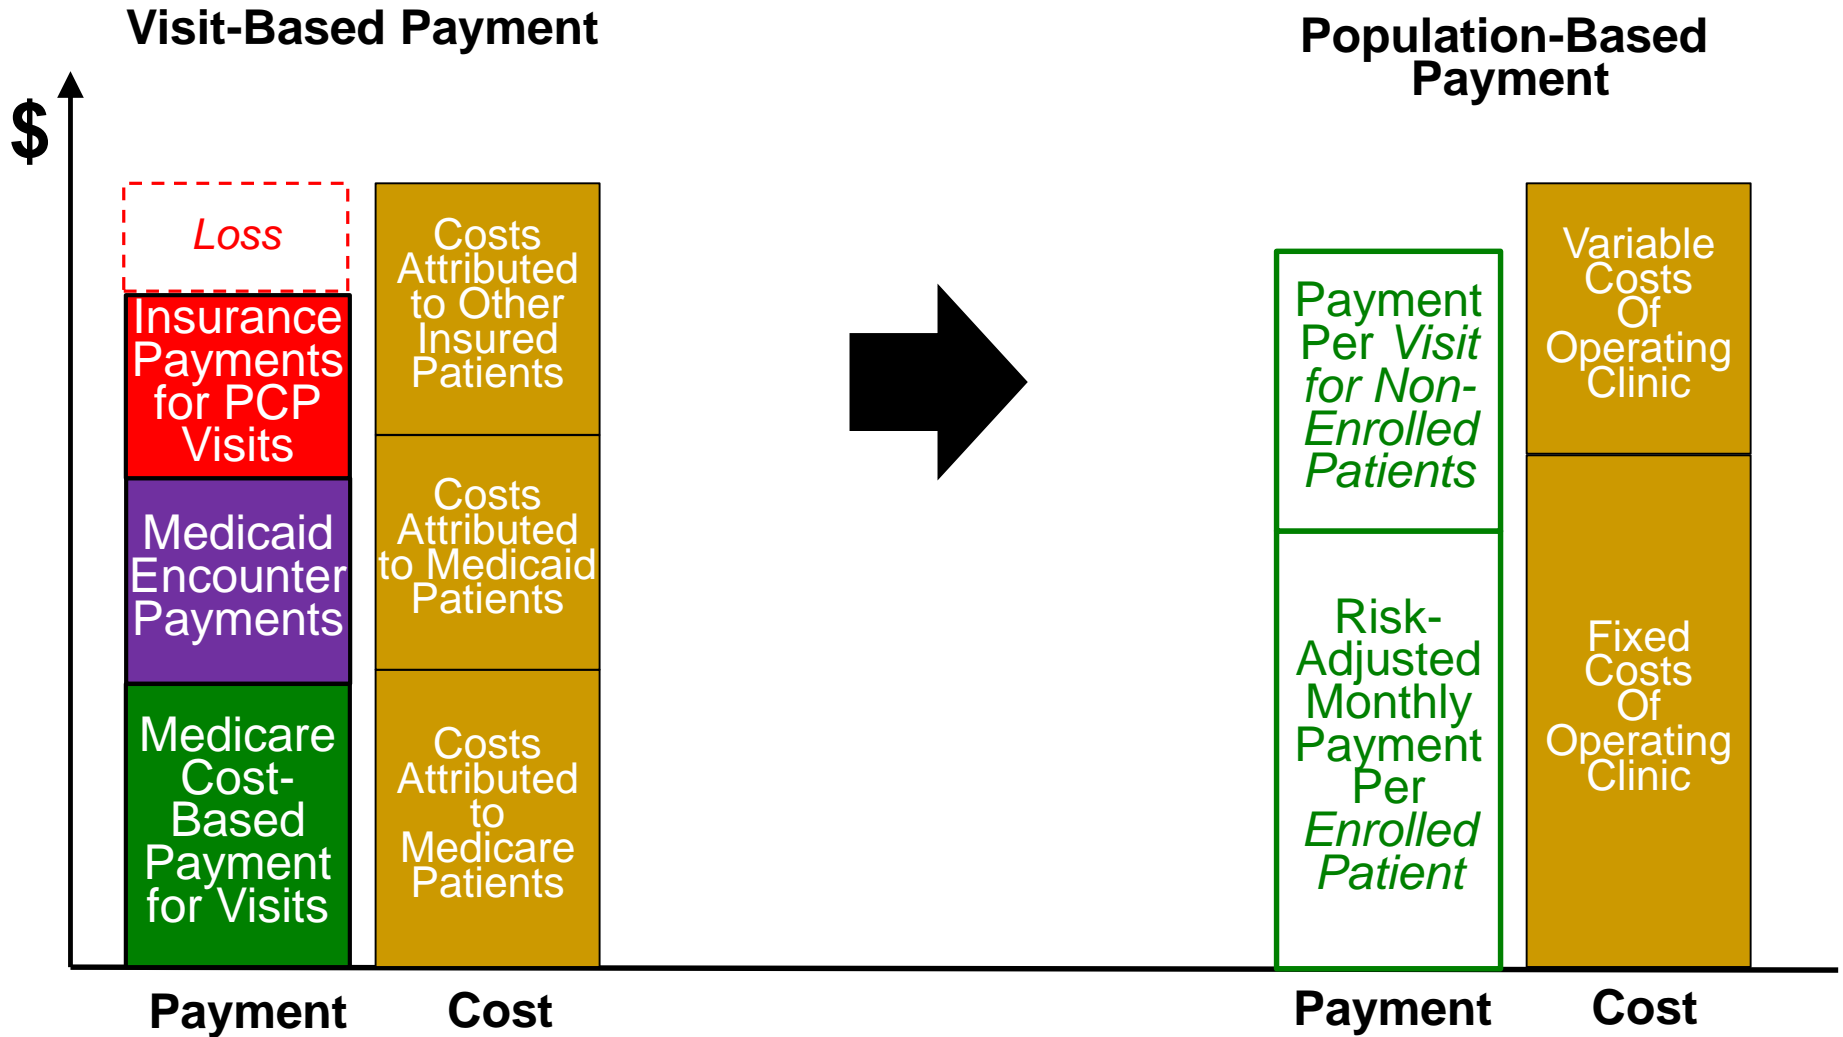 Visit-Based Payment
Population-Based
Payment
$
Loss
Insurance
Payments
for PCP
Visits
Medicaid
Encounter
Payments
Medicare
Cost-
Based
Payment
for Visits
Costs
Attributed
to Other
Insured
Patients
Costs
Attributed
to Medicaid
Patients
Costs
Attributed
to
Medicare
Patients
Payment
Per Visit
for Non-
Enrolled
Patients
Risk-
Adjusted
Monthly
Payment
Per
Enrolled
Patient
Variable
Costs
Of
Operating
Clinic
Fixed
Costs
Of
Operating
Clinic
Payment
Cost
Payment
Cost